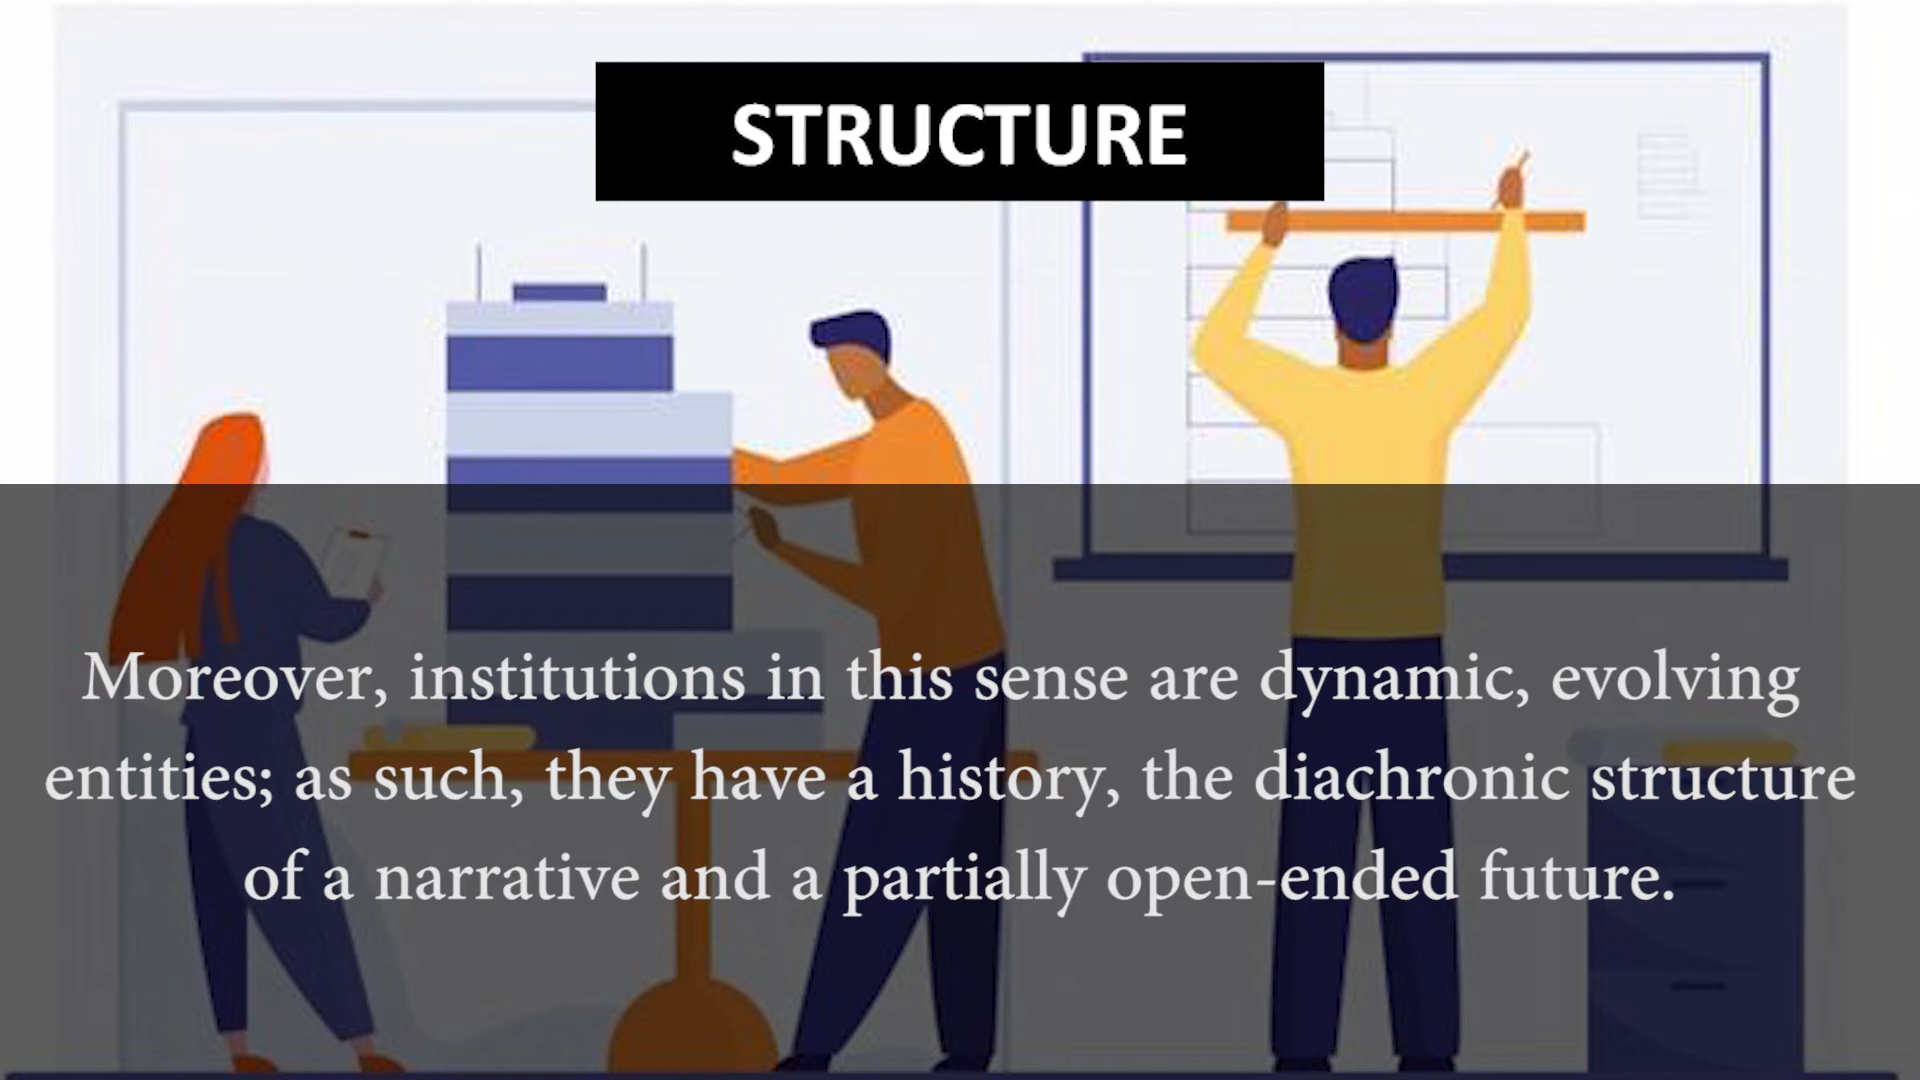 STRUCTURE
Moreover, institutions in this sense are dynamic, evolving
entities; as such, they have a history, the diachronic structure
of a narrative and a partially open-ended future.